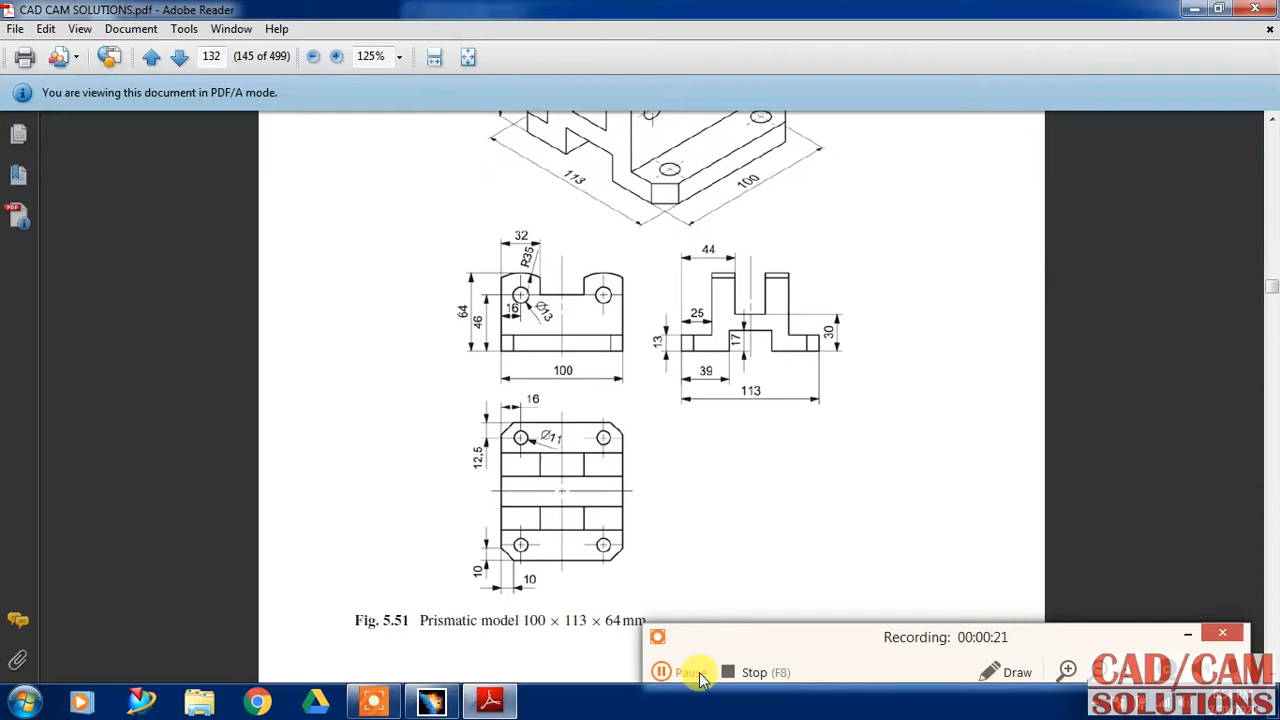 CAD CAM SOLUTIONS.pdf - Adobe Reader
File Edit View Document Tools Window Help
132 (145 of 499) 125%
You are viewing this document in PDF/A mode.
113
100
32
R35
64
46
16
Ø13
100
44
25
13
17
30
39
113
16
Ø11
12,5
10
10
Fig. 5.51 Prismatic model 100 × 113 × 64 mm
Recording: 00:00:21
Pause Stop (F8) Draw
CAD/CAM
SOLUTIONS